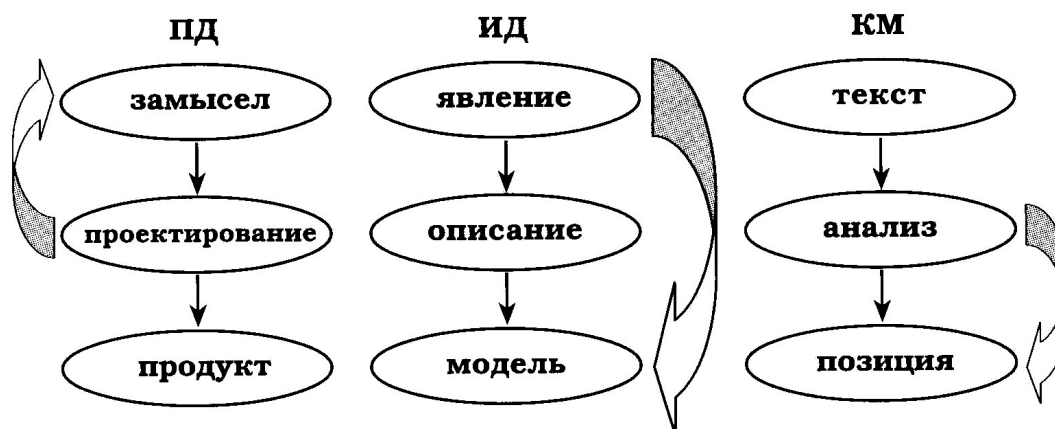 ПД
замысел
проектирование
продукт
ИД
явление
описание
модель
КМ
текст
анализ
позиция